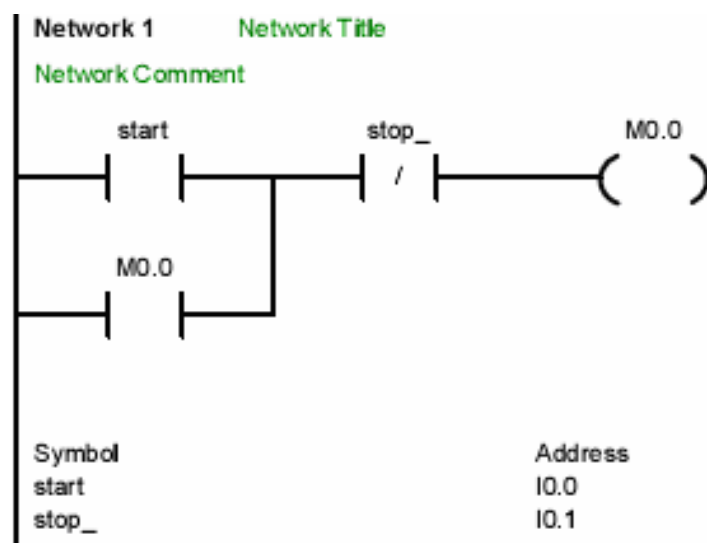 Network 1 Network Title
Network Comment
start stop_ M0.0
/
M0.0
Symbol Address
start I0.0
stop_ I0.1